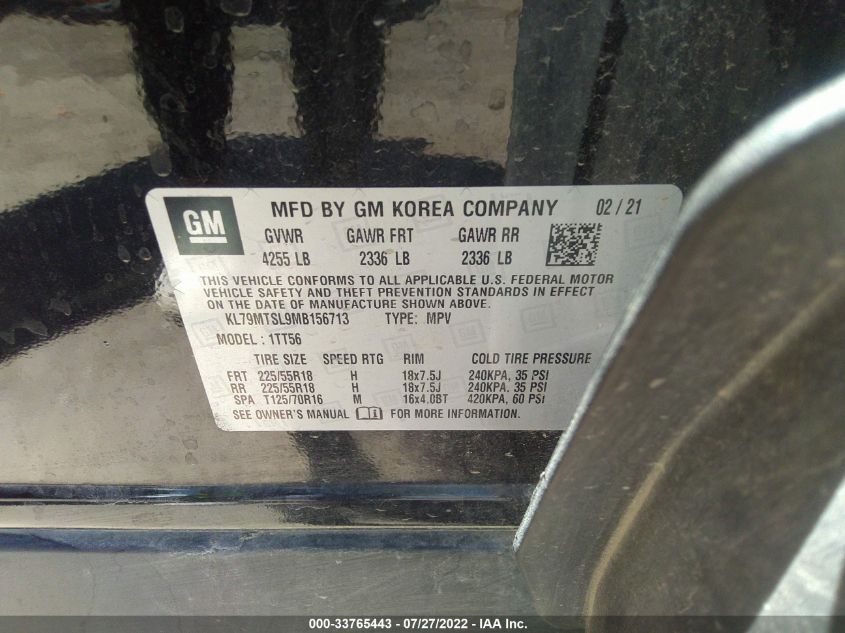 GM MFD BY GM KOREA COMPANY 02 / 21
GVWR GAWR FRT GAWR RR
4255 LB 2336 LB 2336 LB
THIS VEHICLE CONFORMS TO ALL APPLICABLE U.S. FEDERAL MOTOR
VEHICLE SAFETY AND THEFT PREVENTION STANDARDS IN EFFECT
ON THE DATE OF MANUFACTURE SHOWN ABOVE.
KL79MTSL9MB156713 TYPE: MPV
MODEL: 1TT56
TIRE SIZE SPEED RTG RIM COLD TIRE PRESSURE
FRT 225/55R18 H 18x7.5J 240KPA, 35 PSI
RR 225/55R18 H 18x7.5J 240KPA, 35 PSI
SPA T125/70R16 M 16x4.0BT 420KPA, 60 PSI
SEE OWNER'S MANUAL FOR MORE INFORMATION.
000-33765443 - 07/27/2022 - IAA Inc.